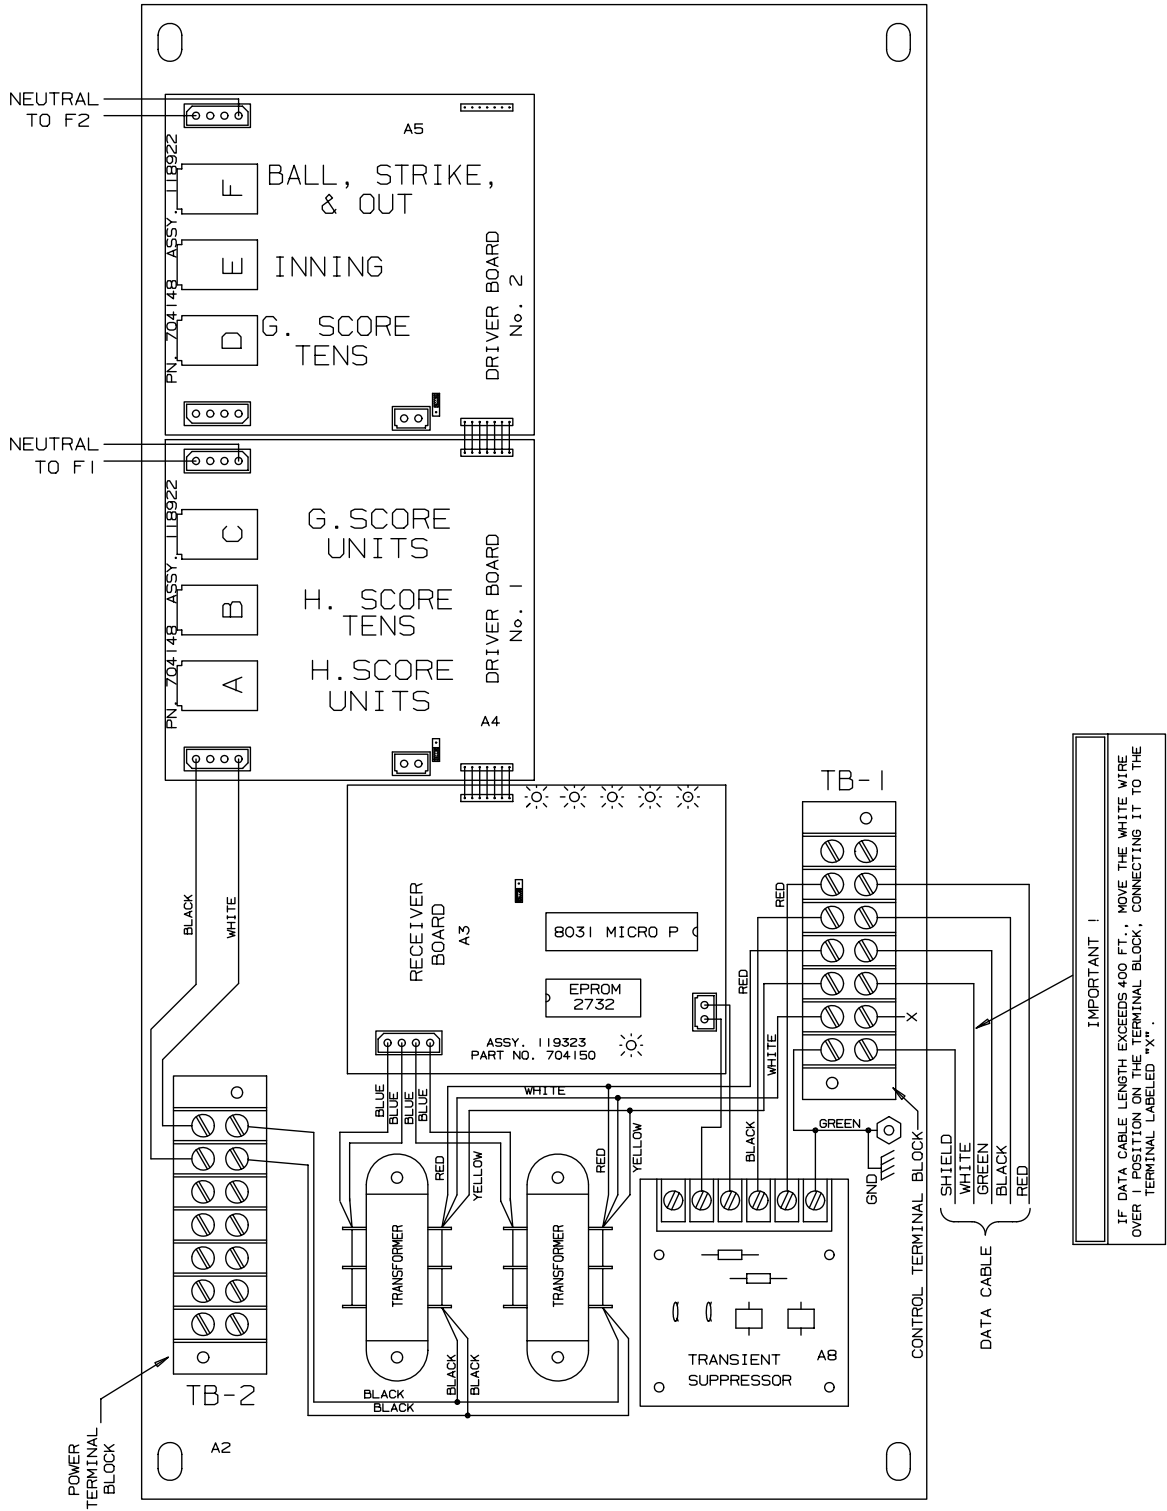 NEUTRAL
TO F2
A5
PN. 704148 ASSY. 118922
F
BALL, STRIKE,
& OUT
E
INNING
D
G. SCORE
TENS
DRIVER BOARD
No. 2
NEUTRAL
TO F1
PN. 704148 ASSY. 118922
C
G.SCORE
UNITS
B
H. SCORE
TENS
A
H.SCORE
UNITS
DRIVER BOARD
No. 1
A4
BLACK
WHITE
RECEIVER
BOARD
A3
8031 MICRO P
EPROM
2732
ASSY. 119323
PART NO. 704150
TB-1
RED
RED
WHITE
X
IMPORTANT !
IF DATA CABLE LENGTH EXCEEDS 400 FT., MOVE THE WHITE WIRE
OVER 1 POSITION ON THE TERMINAL BLOCK, CONNECTING IT TO THE
TERMINAL LABELED "X".
BLUE
BLUE
BLUE
BLUE
WHITE
RED
YELLOW
RED
YELLOW
BLACK
GREEN
GND
CONTROL TERMINAL BLOCK
SHIELD
WHITE
GREEN
BLACK
RED
DATA CABLE
TRANSFORMER
TRANSFORMER
TRANSIENT
SUPPRESSOR
A8
BLACK
BLACK
BLACK
BLACK
TB-2
A2
POWER
TERMINAL
BLOCK